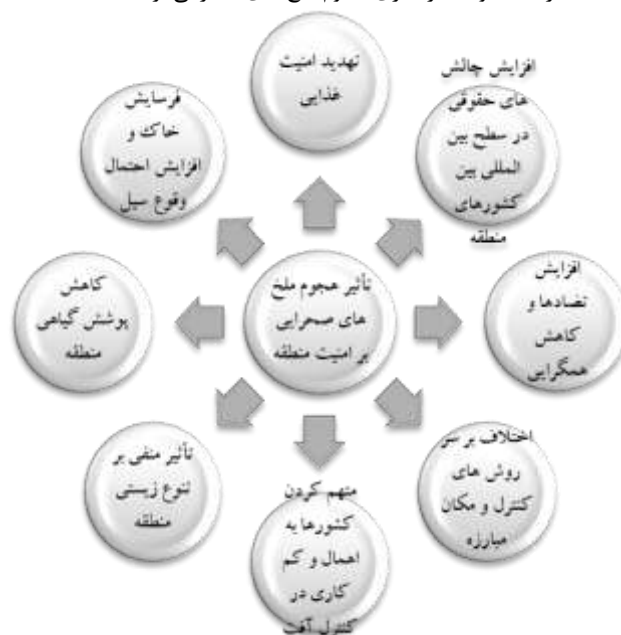 تهدید امنیت
غذایی
افزایش چالش
های حقوقی
در سطح بین
المللی بین
کشورهای
منطقه
افزایش
تضادها و
کاهش
همگرایی
اختلاف بر سر
روش های
کنترل و مکان
مبارزه
متهم کردن
کشورها به
اهمال و کم
کاری در
کنترل آفت
تأثیر منفی بر
تنوع زیستی
منطقه
کاهش
پوشش گیاهی
منطقه
فرسایش
خاک و
افزایش احتمال
وقوع سیل
تأثیر هجوم ملخ
های صحرایی
بر امنیت منطقه